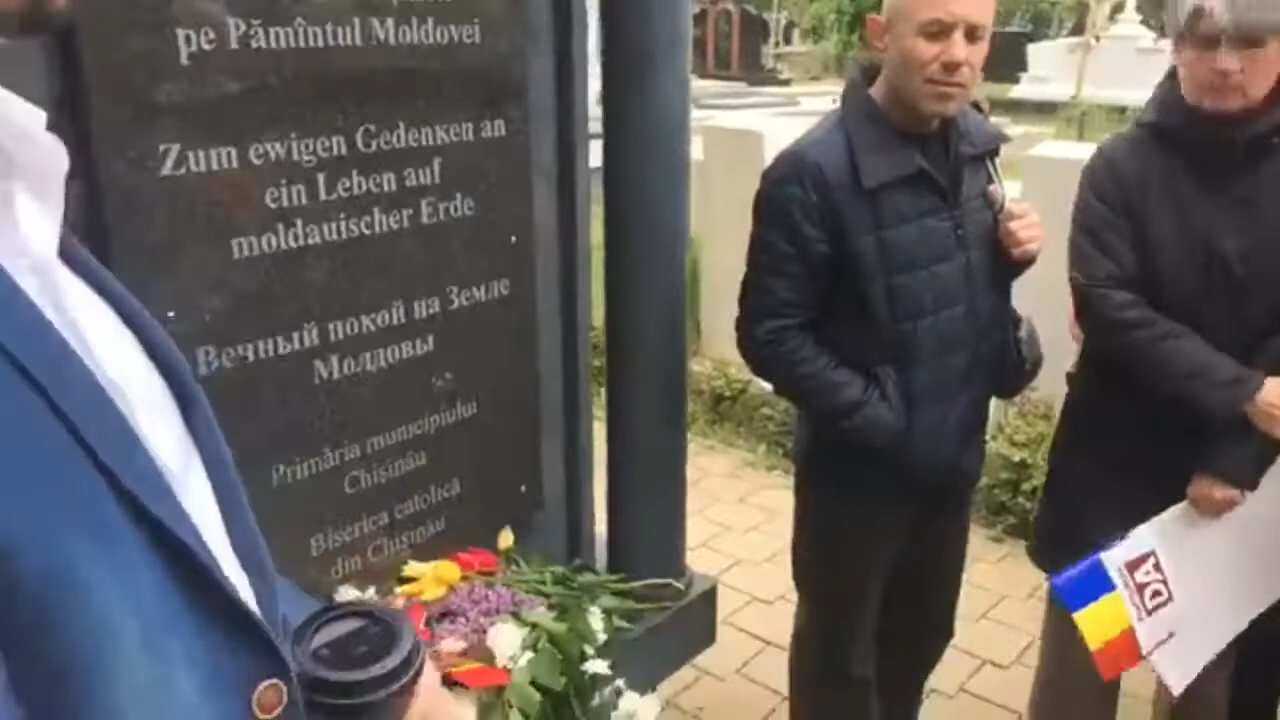 pe Pămîntul Moldovei
Zum ewigen Gedenken an
ein Leben auf
moldauischer Erde
Вечный покой на Земле
Молдовы
Primăria municipiului
Chișinău
Biserica catolică
din Chișinău
DA